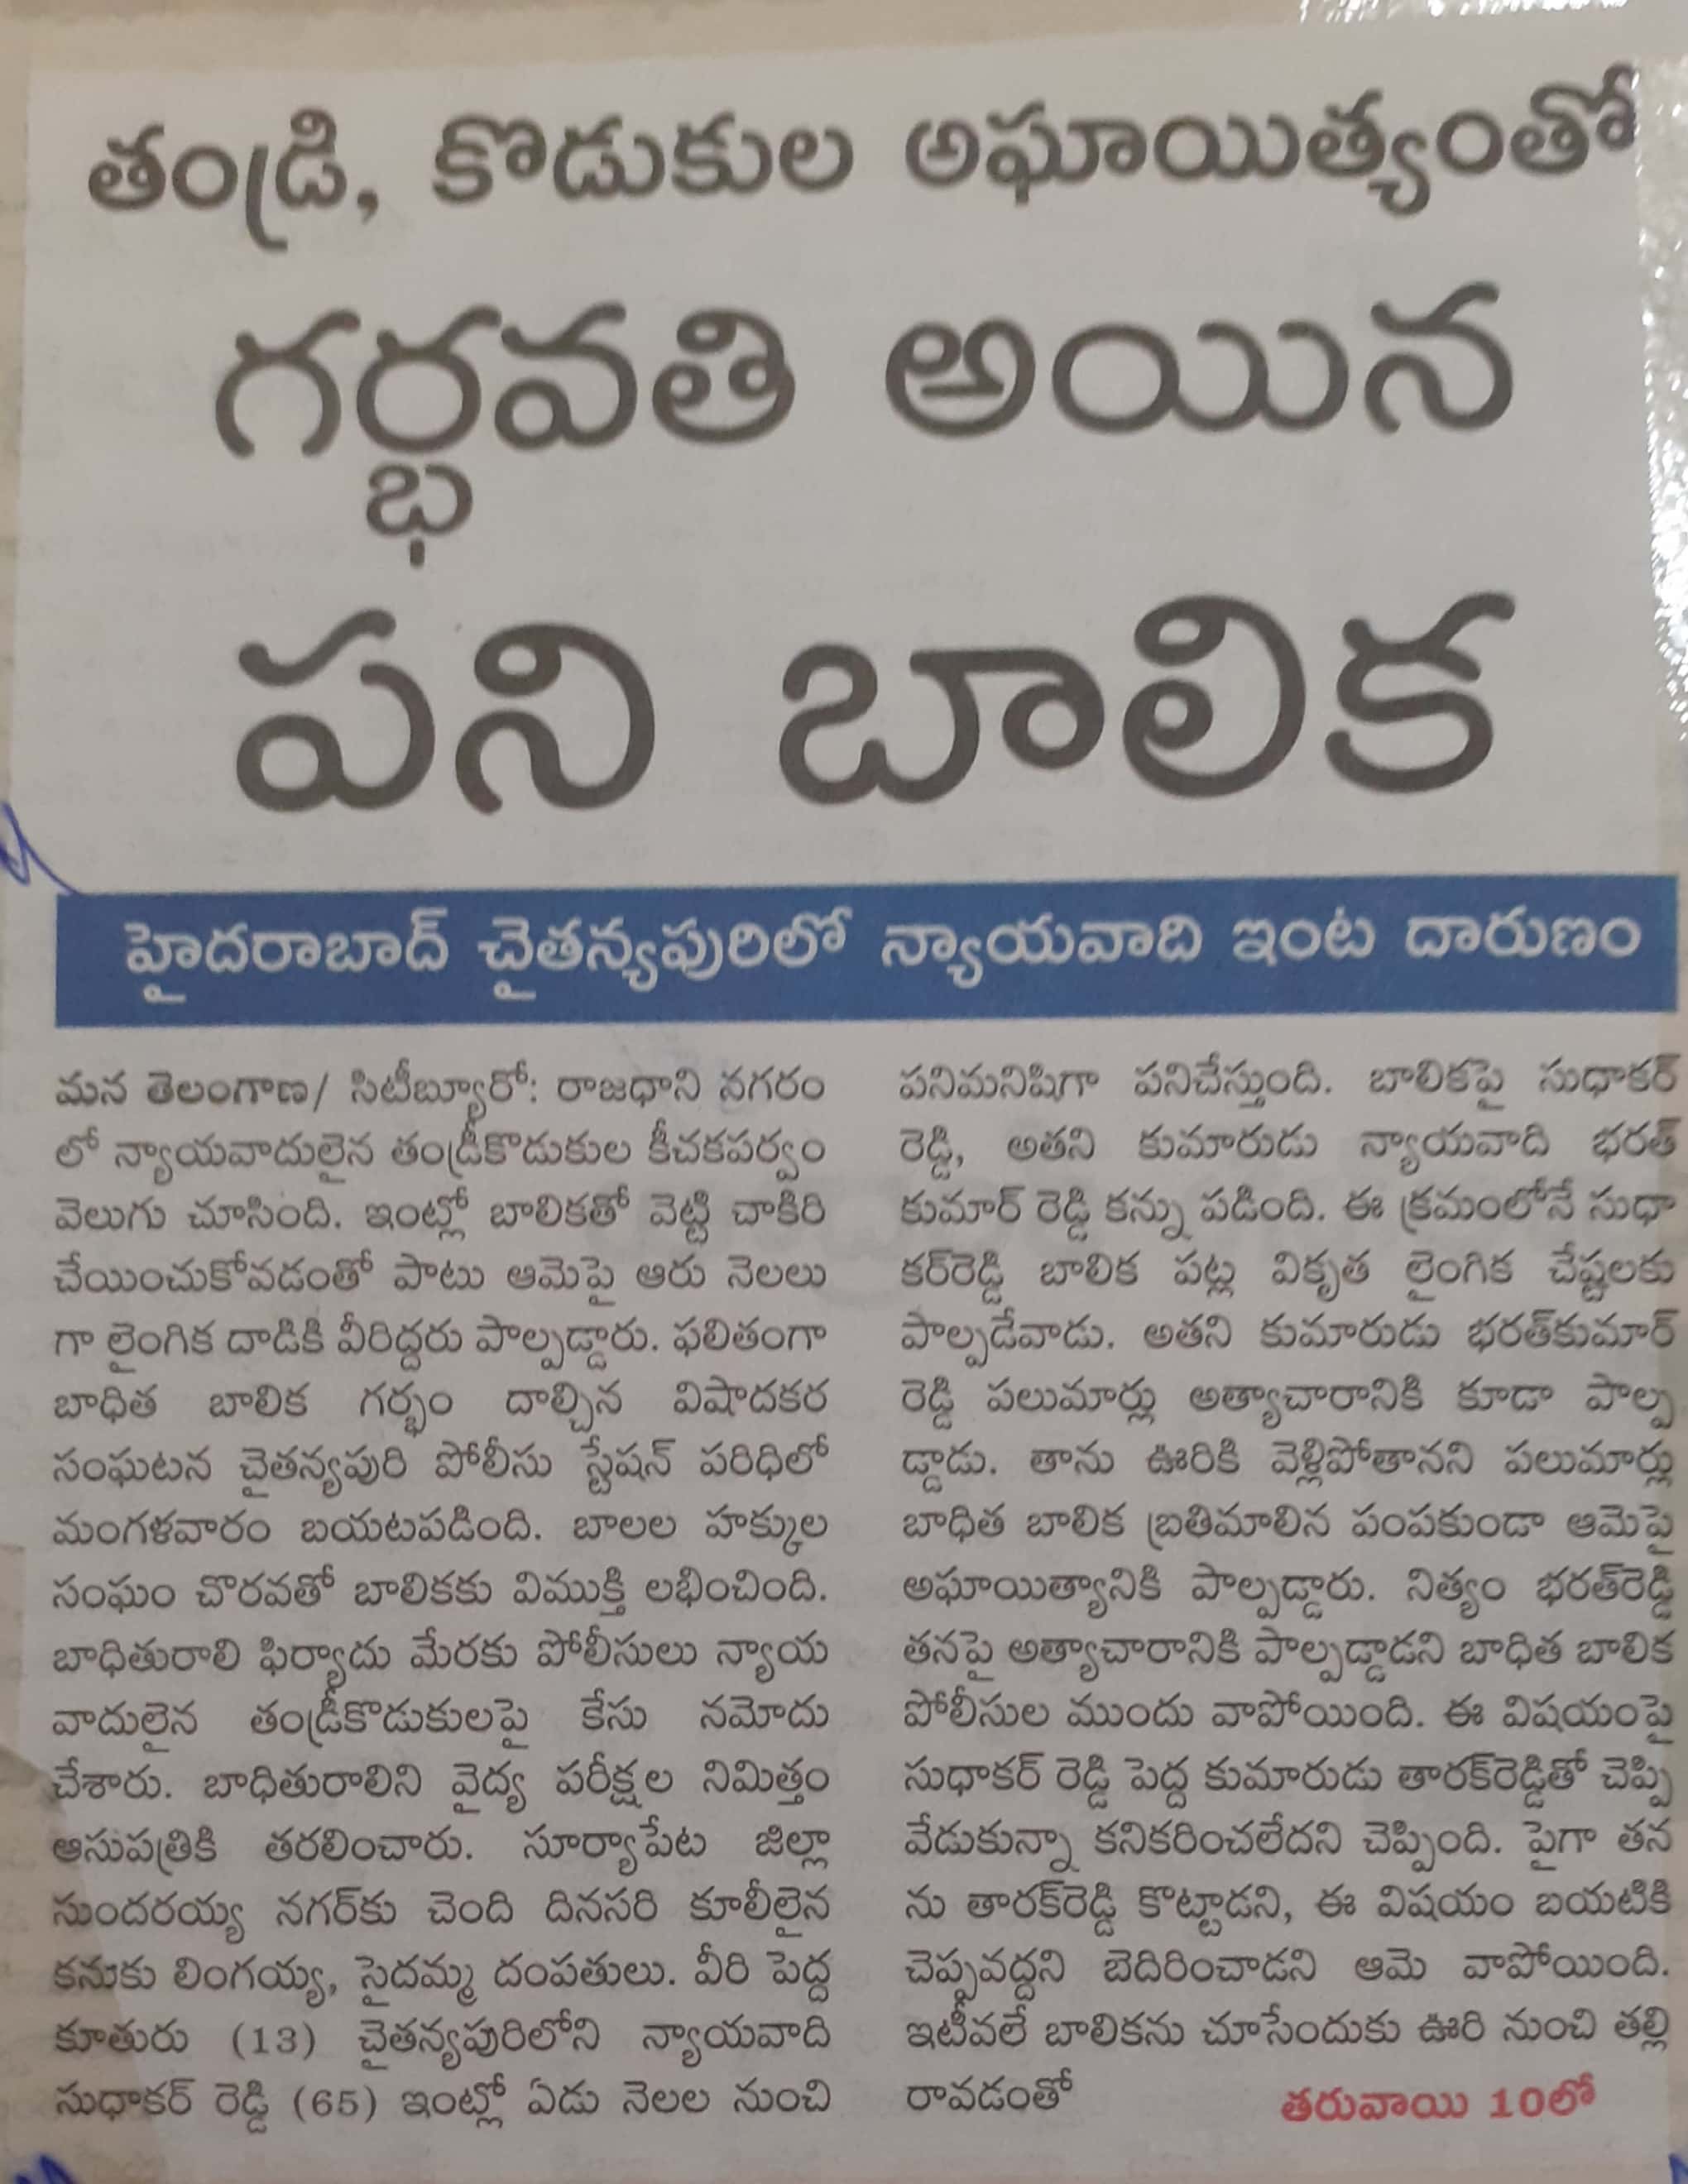 తండ్రి, కొడుకుల అఘాయిత్యంతో
గర్భవతి అయిన
పని బాలిక
హైదరాబాద్ చైతన్యపురిలో న్యాయవాది ఇంట దారుణం
మన తెలంగాణ/ సిటీబ్యూరో: రాజధాని నగరం
లో న్యాయవాదులైన తండ్రీకొడుకుల కీచకపర్వం
వెలుగు చూసింది. ఇంట్లో బాలికతో వెట్టి చాకిరి
చేయించుకోవడంతో పాటు ఆమెపై ఆరు నెలలు
గా లైంగిక దాడికి వీరిద్దరు పాల్పడ్డారు. ఫలితంగా
బాధిత బాలిక గర్భం దాల్చిన విషాదకర
సంఘటన చైతన్యపురి పోలీసు స్టేషన్ పరిధిలో
మంగళవారం బయటపడింది. బాలల హక్కుల
సంఘం చొరవతో బాలికకు విముక్తి లభించింది.
బాధితురాలి ఫిర్యాదు మేరకు పోలీసులు న్యాయ
వాదులైన తండ్రీకొడుకులపై కేసు నమోదు
చేశారు. బాధితురాలిని వైద్య పరీక్షల నిమిత్తం
ఆసుపత్రికి తరలించారు. సూర్యాపేట జిల్లా
సుందరయ్య నగర్‌కు చెంది దినసరి కూలీలైన
కనుకు లింగయ్య, సైదమ్మ దంపతులు. వీరి పెద్ద
కూతురు (13) చైతన్యపురిలోని న్యాయవాది
సుధాకర్ రెడ్డి (65) ఇంట్లో ఏడు నెలల నుంచి
పనిమనిషిగా పనిచేస్తుంది. బాలికపై సుధాకర్
రెడ్డి, అతని కుమారుడు న్యాయవాది భరత్
కుమార్ రెడ్డి కన్ను పడింది. ఈ క్రమంలోనే సుధా
కర్‌రెడ్డి బాలిక పట్ల వికృత లైంగిక చేష్టలకు
పాల్పడేవాడు. అతని కుమారుడు భరత్‌కుమార్
రెడ్డి పలుమార్లు అత్యాచారానికి కూడా పాల్ప
డ్డాడు. తాను ఊరికి వెళ్లిపోతానని పలుమార్లు
బాధిత బాలిక బ్రతిమాలిన పంపకుండా ఆమెపై
అఘాయిత్యానికి పాల్పడ్డారు. నిత్యం భరత్‌రెడ్డి
తనపై అత్యాచారానికి పాల్పడ్డాడని బాధిత బాలిక
పోలీసుల ముందు వాపోయింది. ఈ విషయంపై
సుధాకర్ రెడ్డి పెద్ద కుమారుడు తారక్‌రెడ్డితో చెప్పి
వేడుకున్నా కనికరించలేదని చెప్పింది. పైగా తన
ను తారక్‌రెడ్డి కొట్టాడని, ఈ విషయం బయటికి
చెప్పవద్దని బెదిరించాడని ఆమె వాపోయింది.
ఇటీవలే బాలికను చూసేందుకు ఊరి నుంచి తల్లి
రావడంతో తరువాయి 10లో